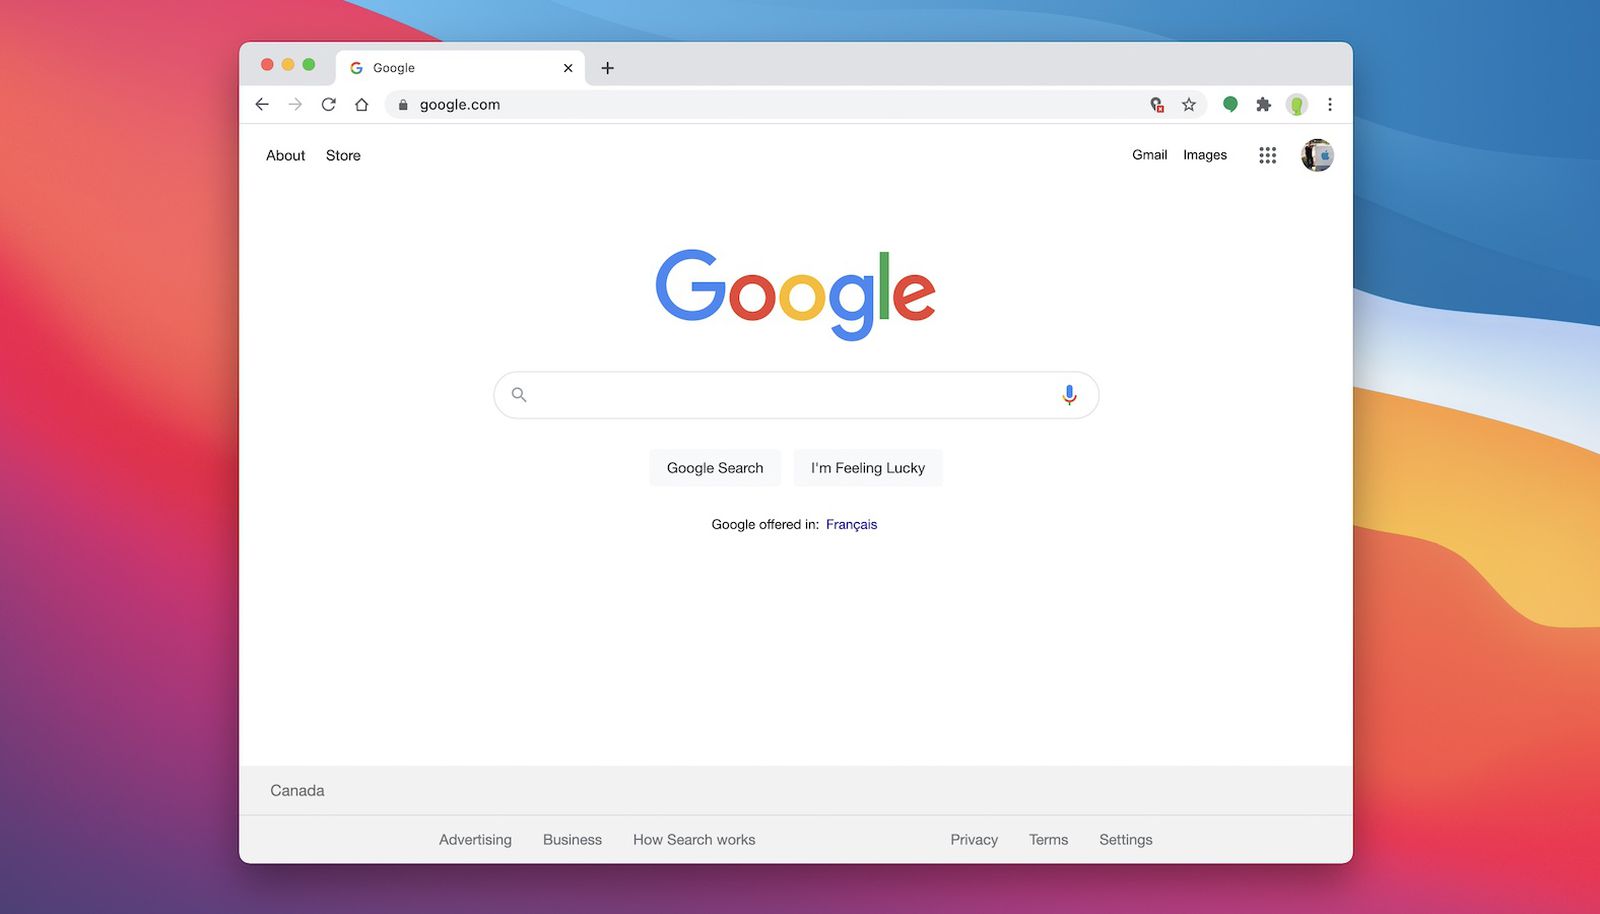 Google
google.com
About Store Gmail Images
Google
Google Search I'm Feeling Lucky
Google offered in: Français
Canada
Advertising Business How Search works Privacy Terms Settings